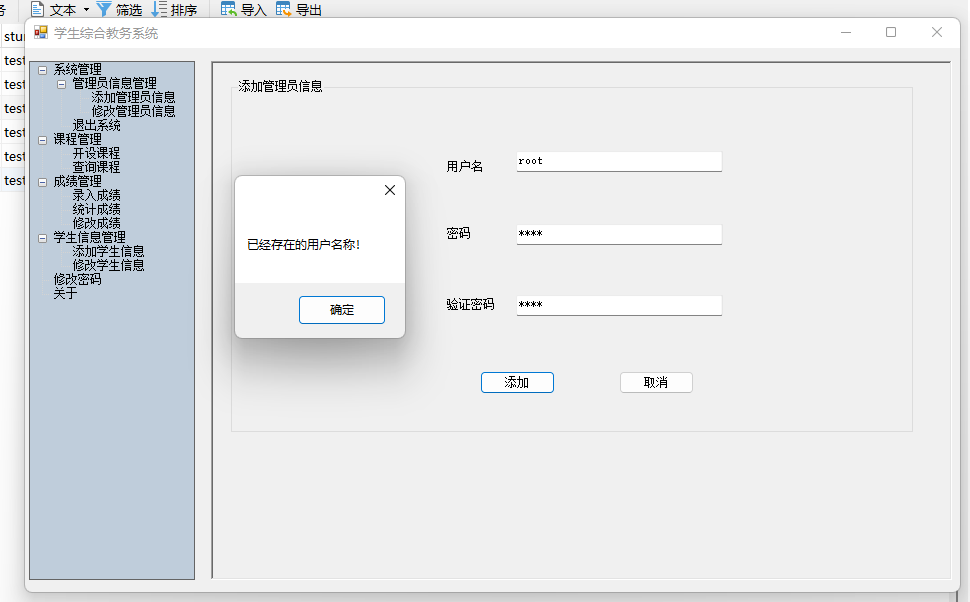 务 文本 筛选 排序 导入 导出
学生综合教务系统
stu
test
test
test
test
test
test
系统管理
管理员信息管理
添加管理员信息
修改管理员信息
退出系统
课程管理
开设课程
查询课程
成绩管理
录入成绩
统计成绩
修改成绩
学生信息管理
添加学生信息
修改学生信息
修改密码
关于
添加管理员信息
用户名 root
密码 ****
验证密码 ****
添加 取消
已经存在的用户名称!
确定